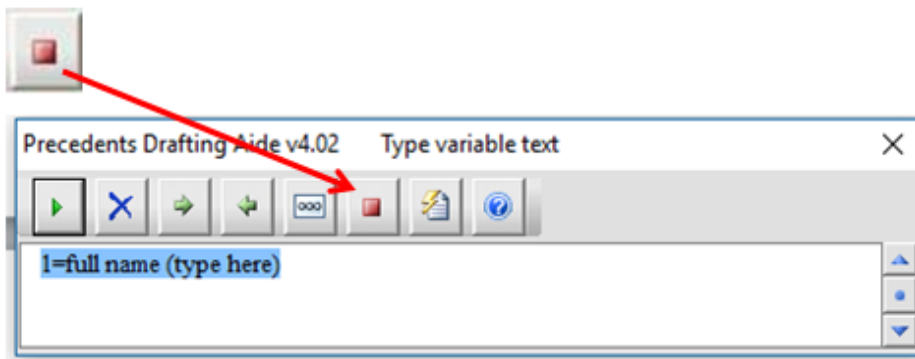 Precedents Drafting Aide v4.02 Type variable text
1=full name (type here)